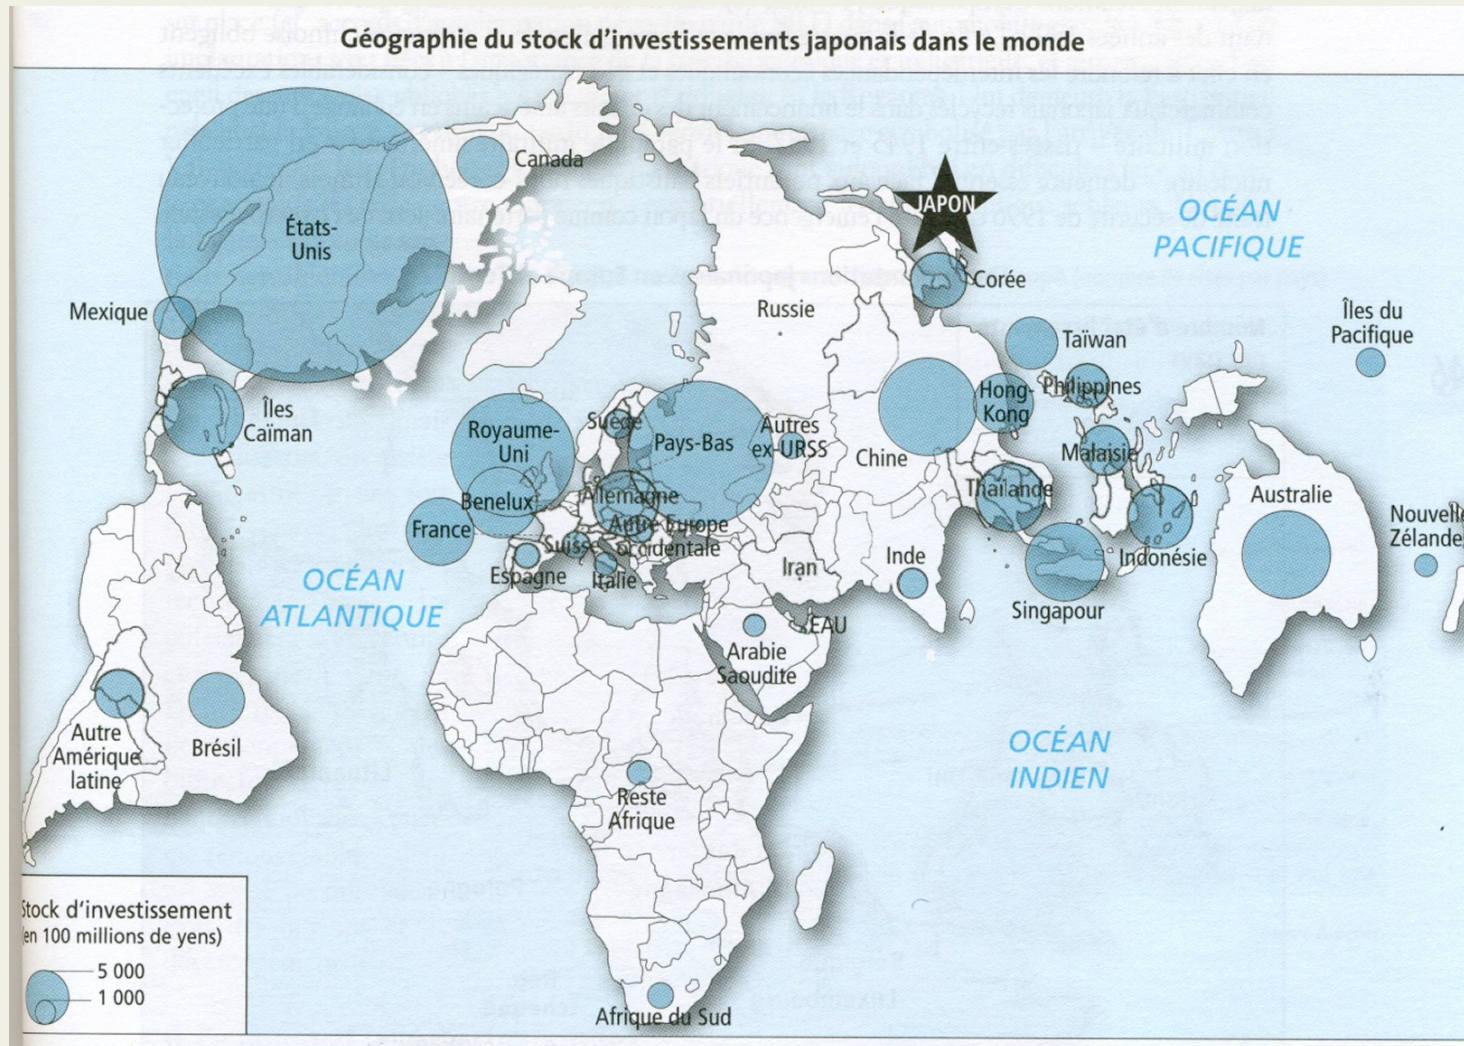 Géographie du stock d'investissements japonais dans le monde
Canada
États-
Unis
JAPON
OCÉAN
PACIFIQUE
Corée
Mexique
Russie
Îles du
Pacifique
Taïwan
Hong-
Kong
Philippines
Îles
Caïman
Suède
Royaume-
Uni
Pays-Bas
Autres
ex-URSS
Chine
Malaisie
Benelux
Allemagne
Thaïlande
Australie
France
Autre Europe
occidentale
Nouvelle
Zélande
Suisse
Espagne
Italie
Iran
Inde
Indonésie
OCÉAN
ATLANTIQUE
Singapour
EAU
Arabie
Saoudite
Autre
Amérique
latine
Brésil
OCÉAN
INDIEN
Reste
Afrique
Afrique du Sud
Stock d'investissement
(en 100 millions de yens)
5 000
1 000